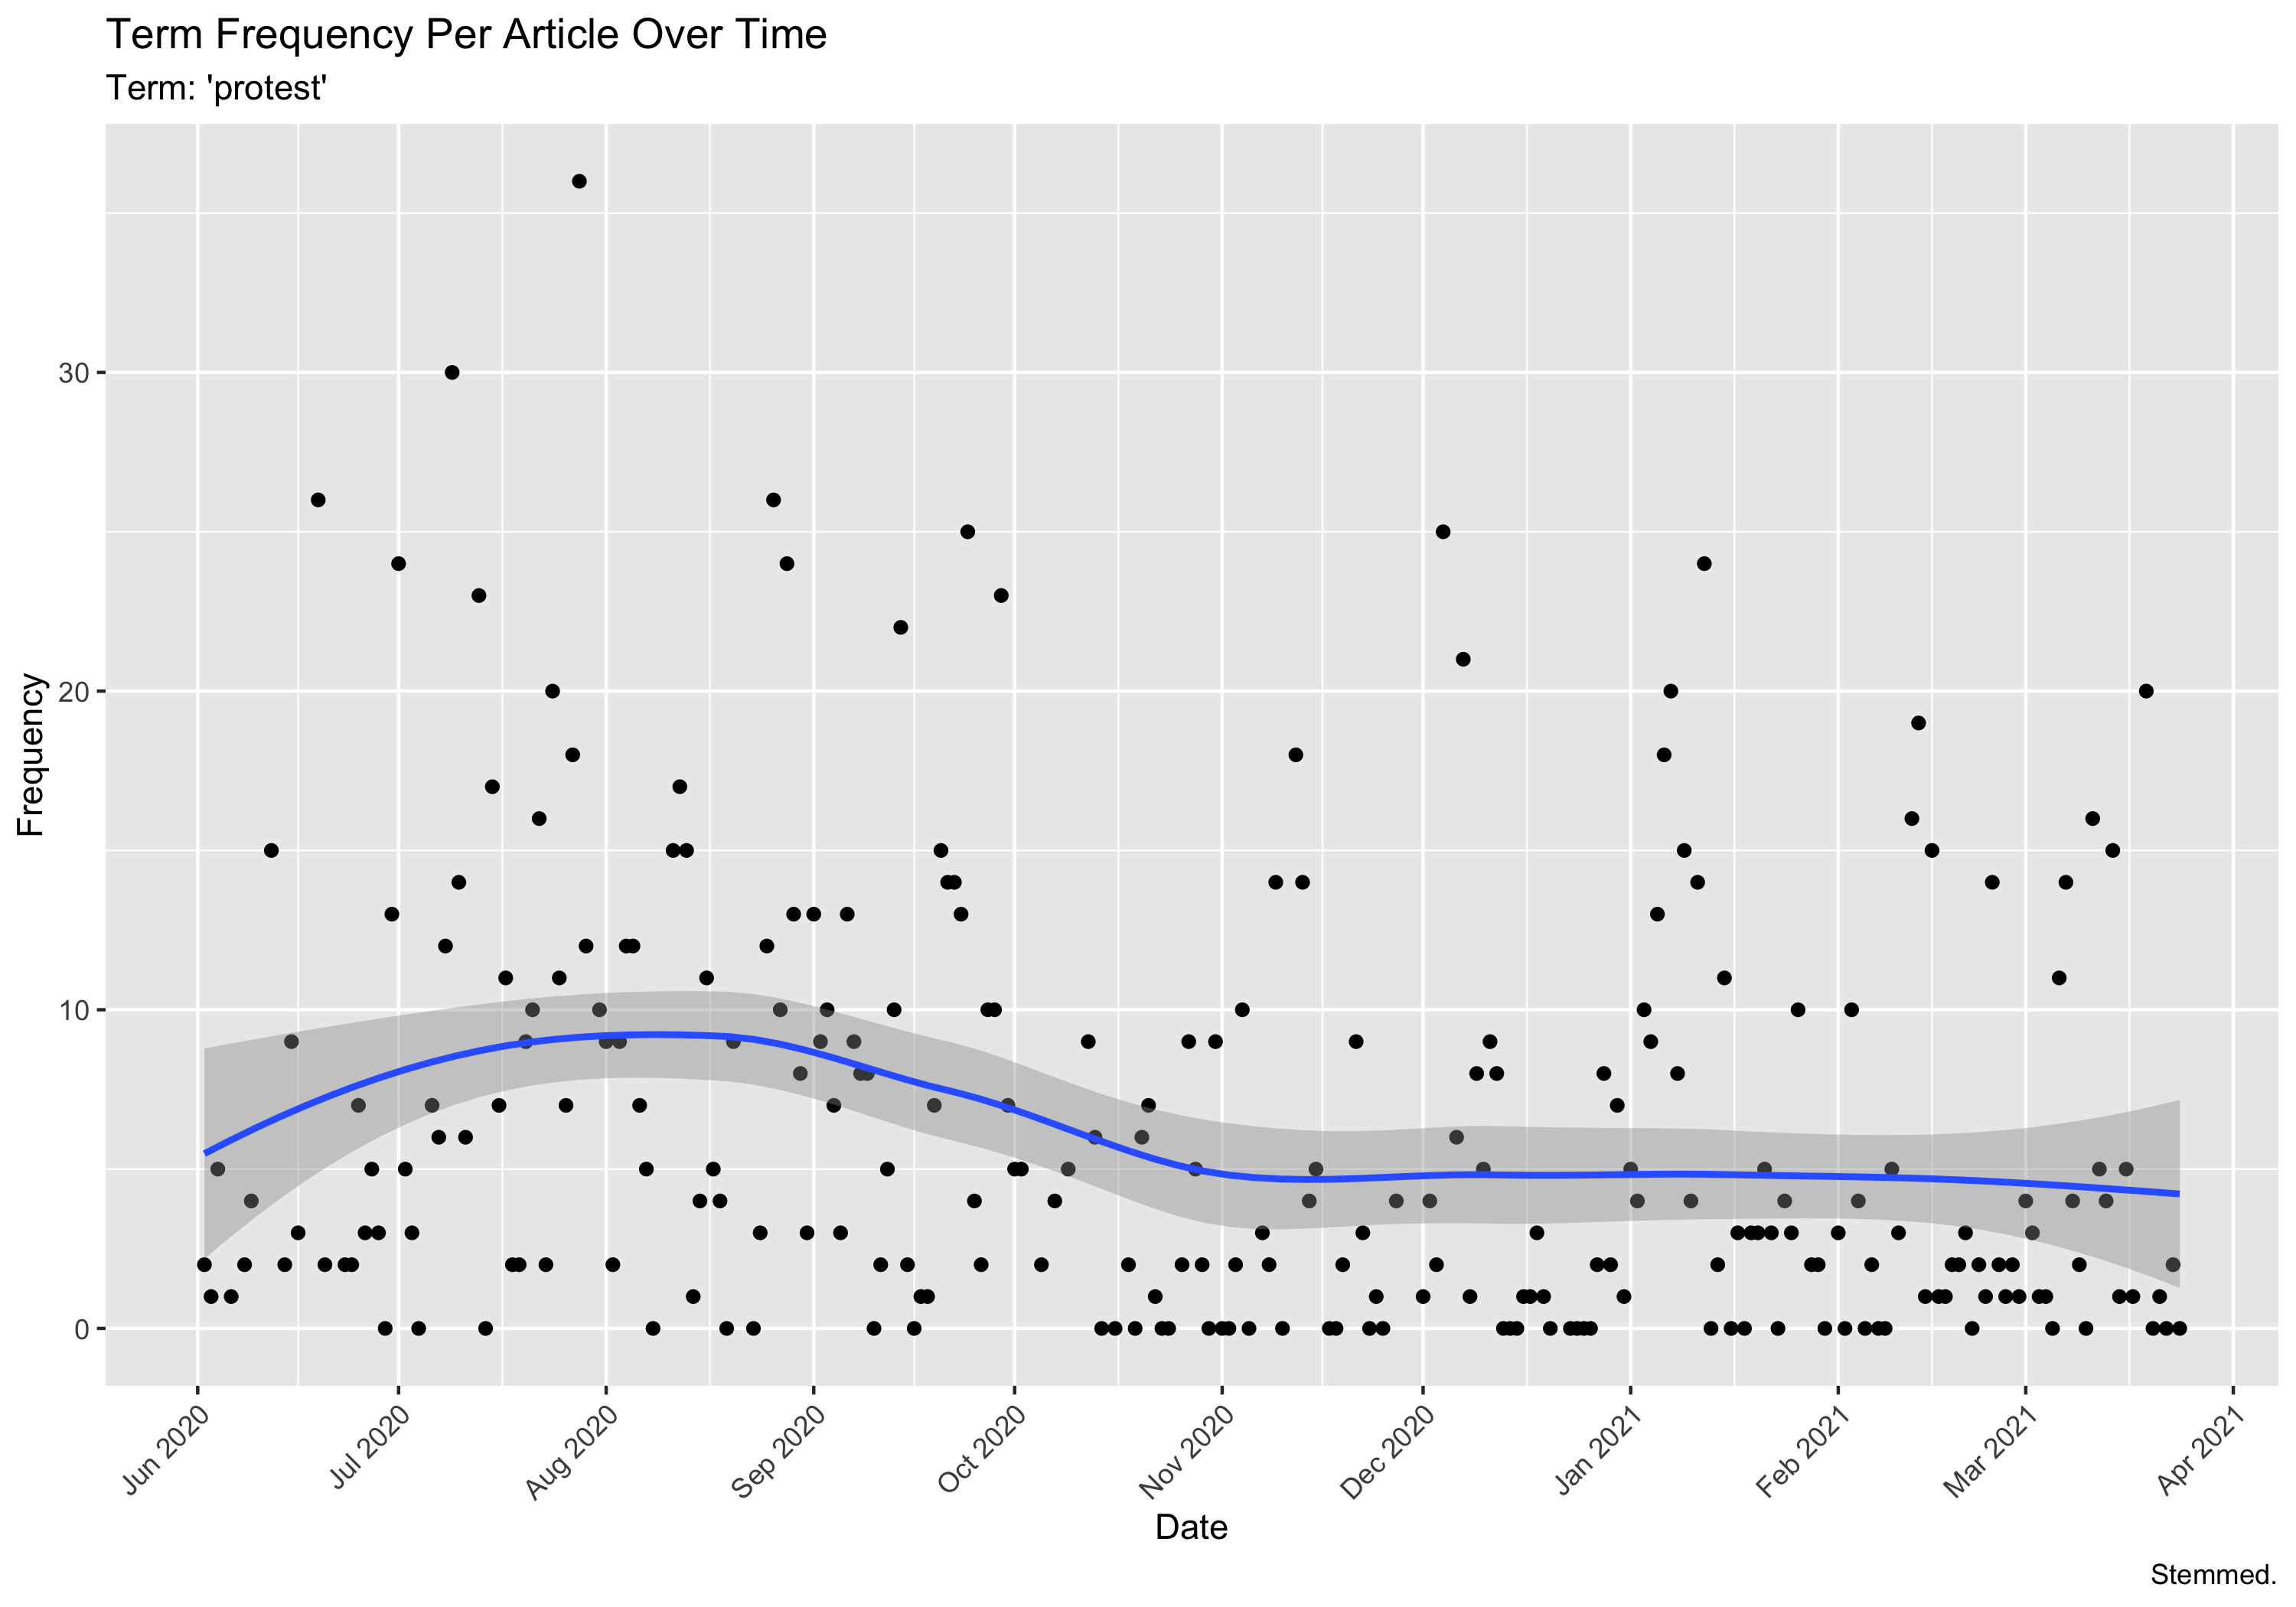 Term Frequency Per Article Over Time
Term: 'protest'
Frequency
30
20
10
0
Jun 2020
Jul 2020
Aug 2020
Sep 2020
Oct 2020
Nov 2020
Dec 2020
Jan 2021
Feb 2021
Mar 2021
Apr 2021
Date
Stemmed.